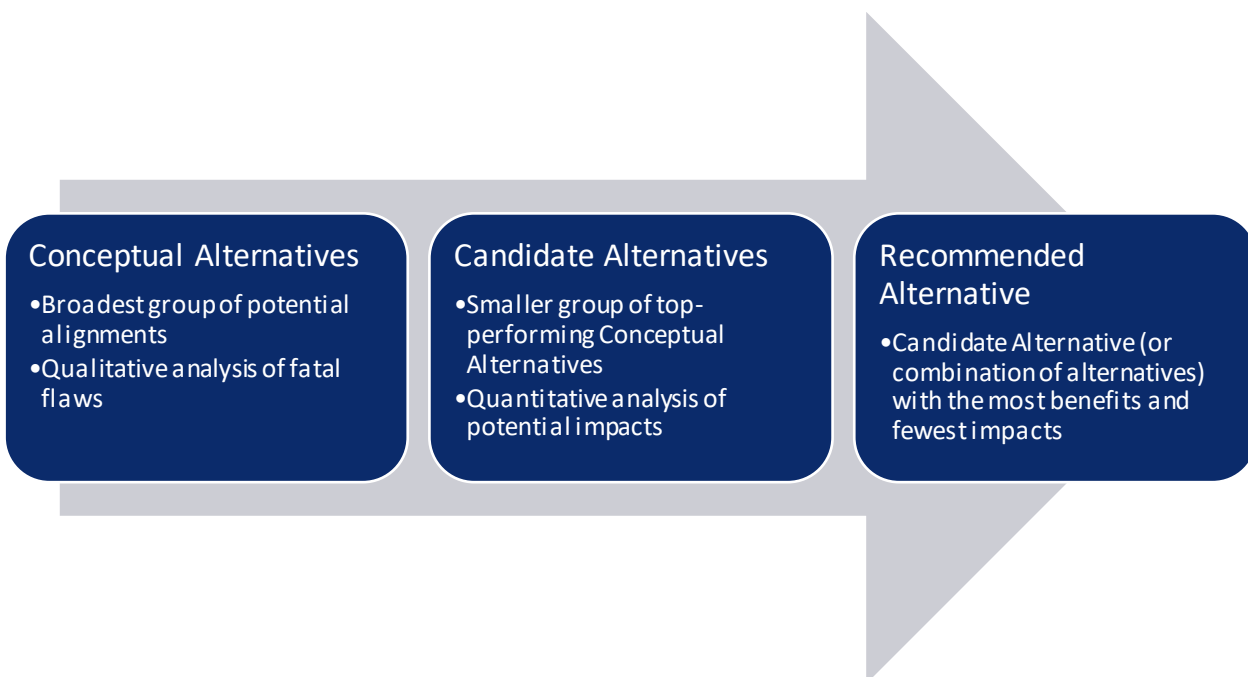 Conceptual Alternatives
•Broadest group of potential
alignments
•Qualitative analysis of fatal
flaws
Candidate Alternatives
•Smaller group of top-
performing Conceptual
Alternatives
•Quantitative analysis of
potential impacts
Recommended
Alternative
•Candidate Alternative (or
combination of alternatives)
with the most benefits and
fewest impacts